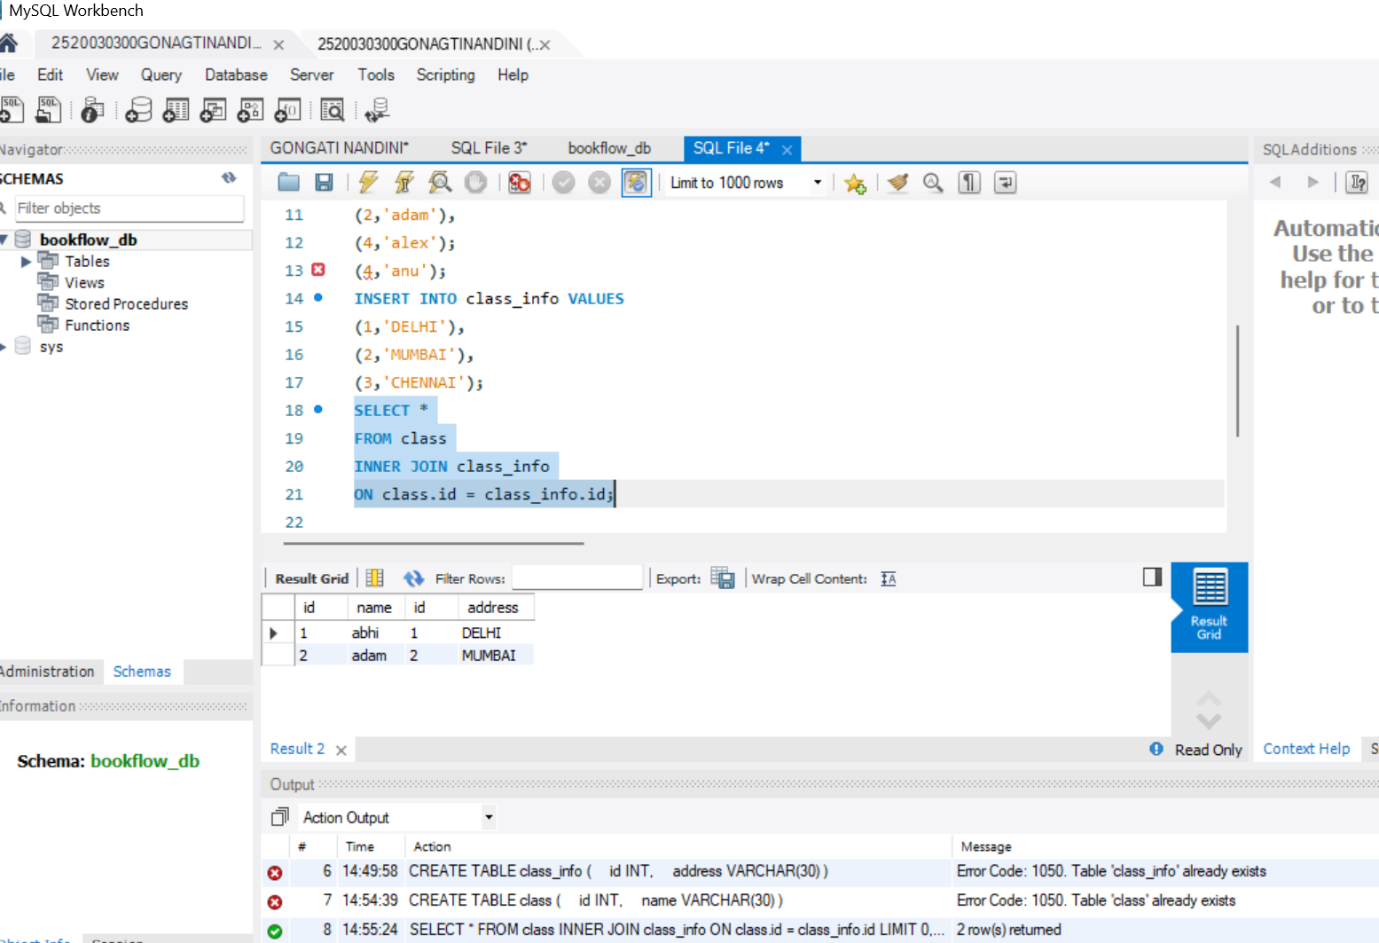 MySQL Workbench
2520030300GONAGTINANDI... × 2520030300GONAGTINANDINI (..×
ile Edit View Query Database Server Tools Scripting Help
Navigator GONGATI NANDINI* SQL File 3* bookflow_db SQL File 4* × SQLAdditions
SCHEMAS Limit to 1000 rows
Filter objects
bookflow_db
Tables
Views
Stored Procedures
Functions
sys
11 (2,'adam'),
12 (4,'alex');
13 (4,'anu');
14 INSERT INTO class_info VALUES
15 (1,'DELHI'),
16 (2,'MUMBAI'),
17 (3,'CHENNAI');
18 SELECT *
19 FROM class
20 INNER JOIN class_info
21 ON class.id = class_info.id;
22
Automatic
Use the
help for t
or to t
Result Grid Filter Rows: Export: Wrap Cell Content:
id name id address
1 abhi 1 DELHI
2 adam 2 MUMBAI
Result
Grid
Administration Schemas
Information
Schema: bookflow_db
Result 2 × Read Only Context Help S
Output
Action Output
# Time Action Message
6 14:49:58 CREATE TABLE class_info ( id INT, address VARCHAR(30) ) Error Code: 1050. Table 'class_info' already exists
7 14:54:39 CREATE TABLE class ( id INT, name VARCHAR(30) ) Error Code: 1050. Table 'class' already exists
8 14:55:24 SELECT * FROM class INNER JOIN class_info ON class.id = class_info.id LIMIT 0,... 2 row(s) returned
Object Info Session